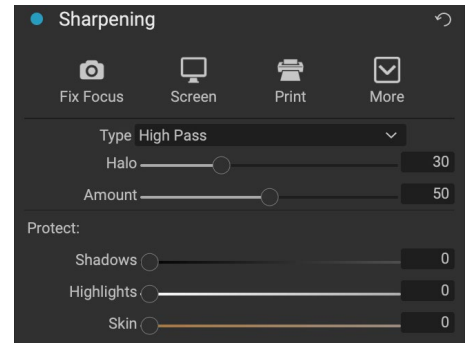 Sharpening
Fix Focus Screen Print More
Type High Pass
Halo 30
Amount 50
Protect:
Shadows 0
Highlights 0
Skin 0